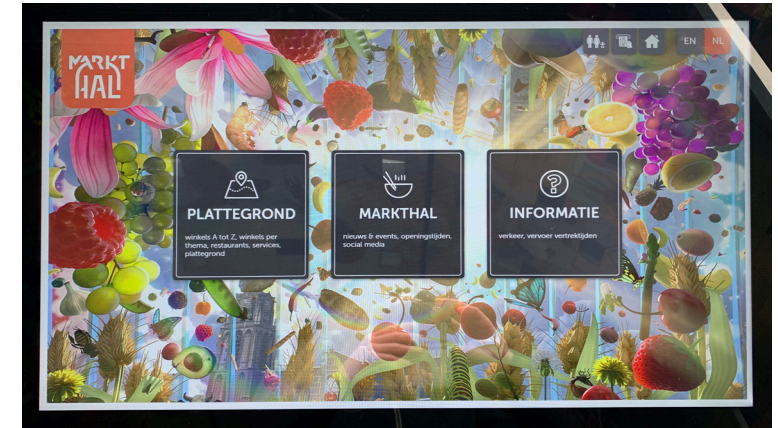 MARKT
HAL
EN NL
PLATTEGROND
winkels A tot Z, winkels per
thema, restaurants, services,
plattegrond
MARKTHAL
nieuws & events, openingstijden,
social media
INFORMATIE
verkeer, vervoer vertrektijden